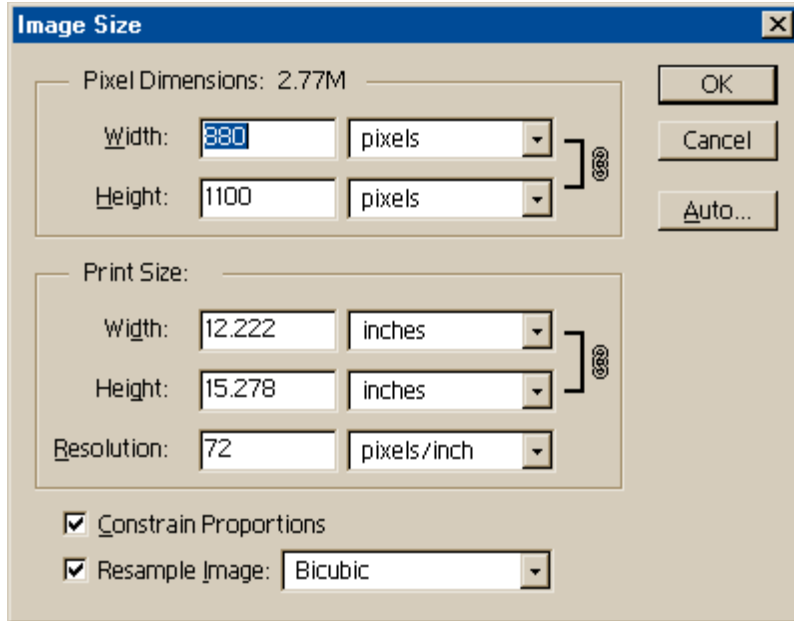 Image Size
Pixel Dimensions: 2.77M
OK
Width: 880 pixels
Cancel
Height: 1100 pixels
Auto...
Print Size:
Width: 12.222 inches
Height: 15.278 inches
Resolution: 72 pixels/inch
Constrain Proportions
Resample Image: Bicubic